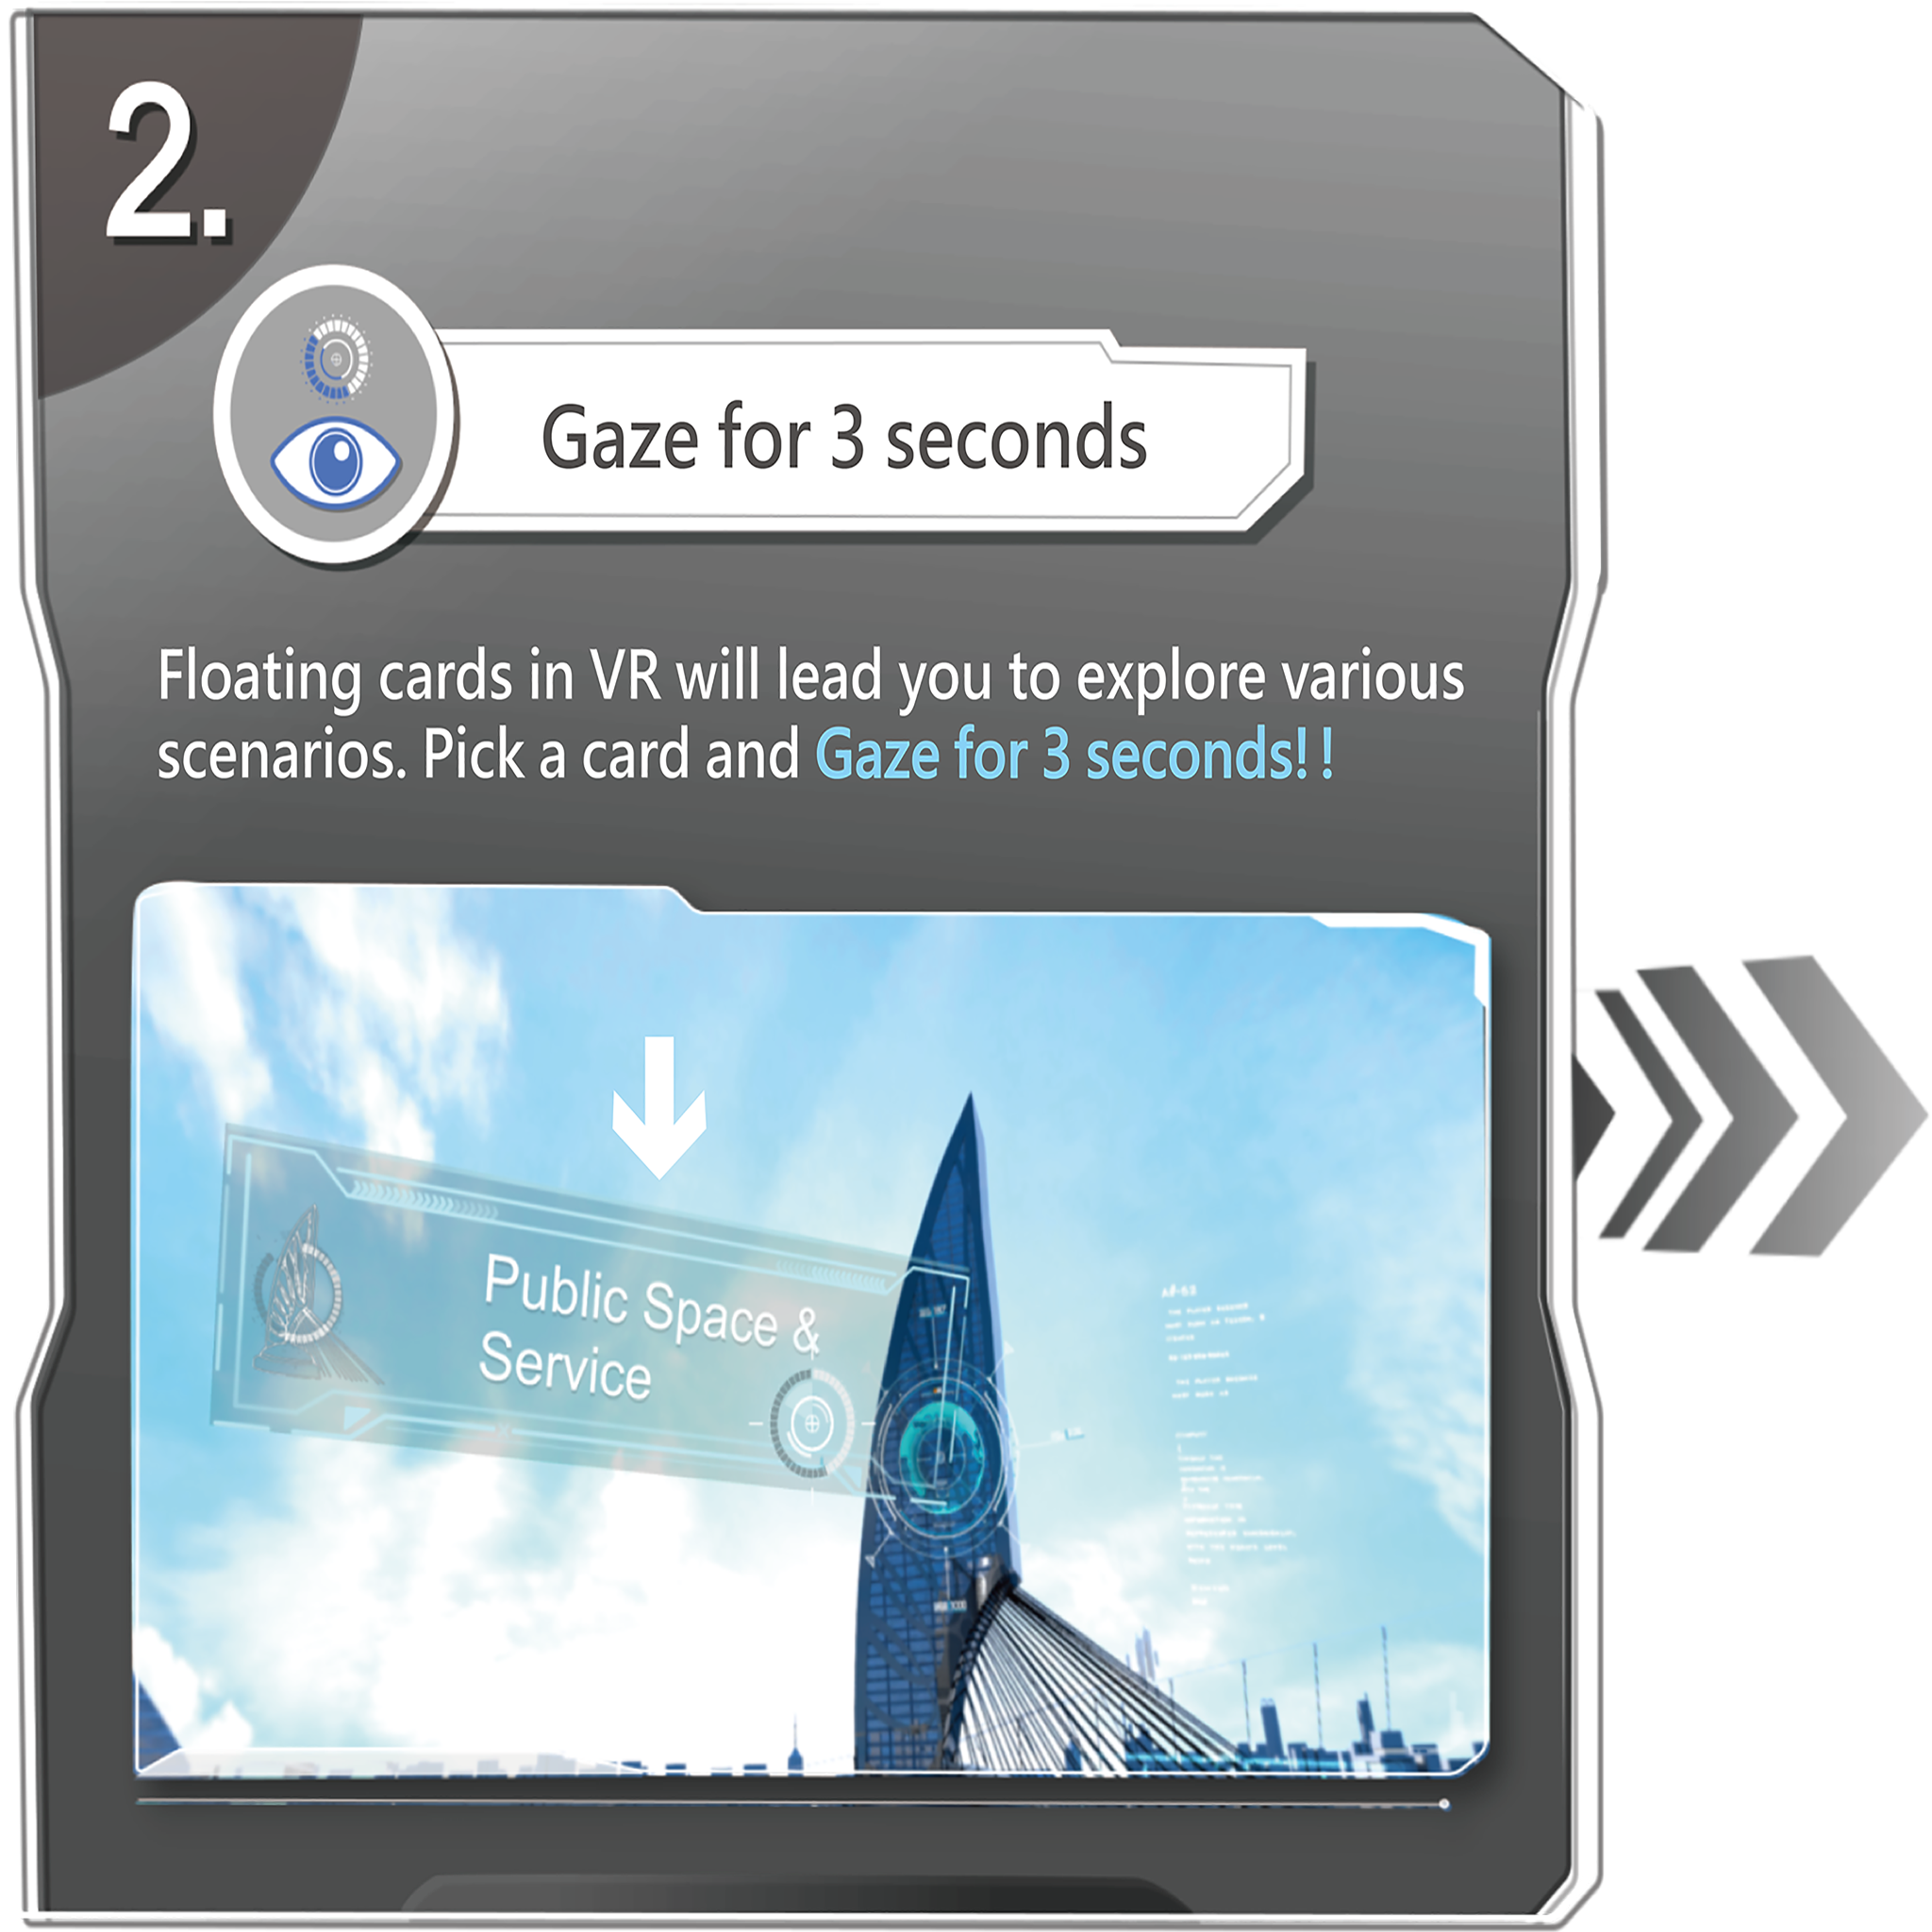 2.
Gaze for 3 seconds
Floating cards in VR will lead you to explore various
scenarios. Pick a card and Gaze for 3 seconds!!
Public Space &
Service